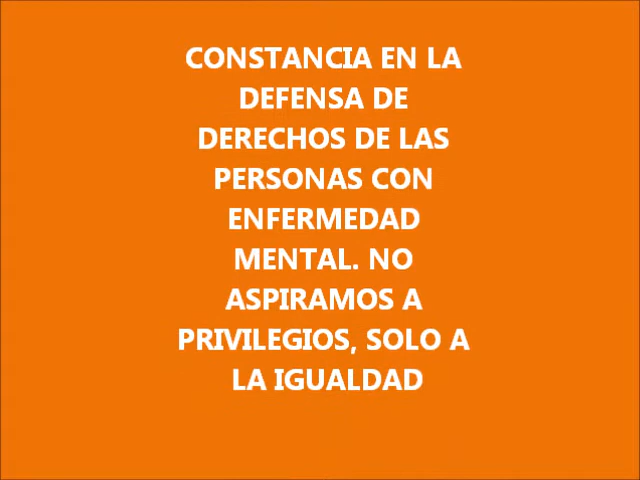 CONSTANCIA EN LA
DEFENSA DE
DERECHOS DE LAS
PERSONAS CON
ENFERMEDAD
MENTAL. NO
ASPIRAMOS A
PRIVILEGIOS, SOLO A
LA IGUALDAD